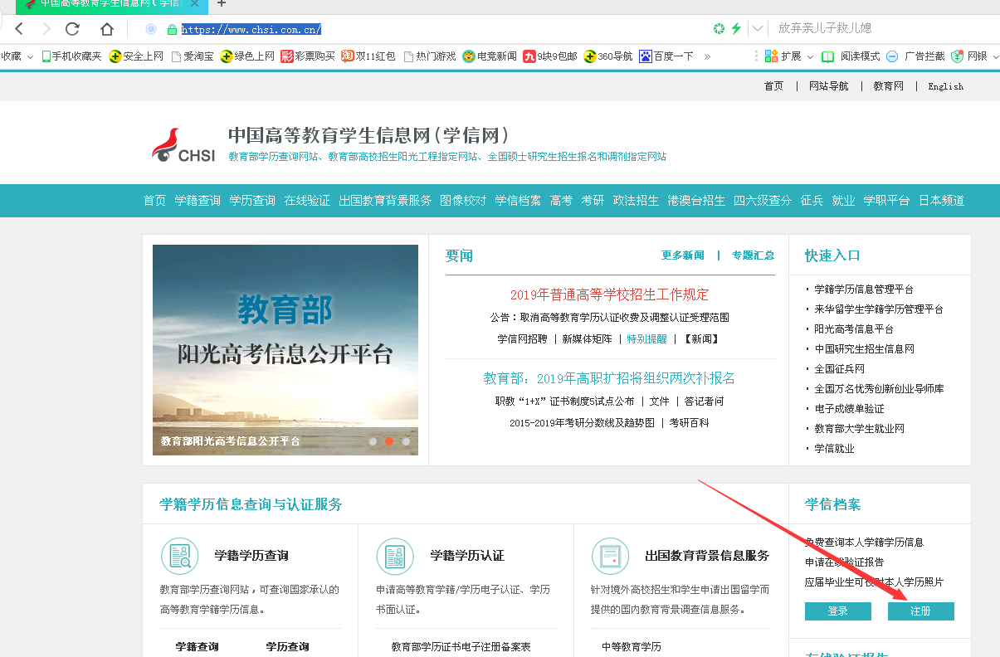 中国高等教育学生信息网（学信
https://www.chsi.com.cn/
放弃亲儿子救儿媳
收藏 手机收藏夹 安全上网 爱淘宝 绿色上网 彩票购买 双11红包 热门游戏 电竞新闻 9块9包邮 360导航 百度一下 » 扩展 阅读模式 广告拦截 网银
首页 | 网站导航 | 教育网 | English
中国高等教育学生信息网(学信网)
CHSI
教育部学历查询网站、教育部高校招生阳光工程指定网站、全国硕士研究生招生报名和调剂指定网站
首页 学籍查询 学历查询 在线验证 出国教育背景服务 图像校对 学信档案 高考 考研 政法招生 港澳台招生 四六级查分 征兵 就业 学职平台 日本频道
教育部
阳光高考信息公开平台
教育部阳光高考信息公开平台
要闻 更多新闻 | 专题汇总
2019年普通高等学校招生工作规定
公告：取消高等教育学历认证收费及调整认证受理范围
学信网招聘 | 新媒体矩阵 | 特别提醒 | 【新闻】
教育部：2019年高职扩招将组织两次补报名
职教“1+X”证书制度5试点公布 | 文件 | 答记者问
2015-2019年考研分数线及趋势图 | 考研百科
快速入口
· 学籍学历信息管理平台
· 来华留学生学籍学历管理平台
· 阳光高考信息平台
· 中国研究生招生信息网
· 全国征兵网
· 全国万名优秀创新创业导师库
· 电子成绩单验证
· 教育部大学生就业网
· 学信就业
学籍学历信息查询与认证服务
学籍学历查询
教育部学历查询网站，可查询国家承认的
高等教育学籍学历信息。
学籍查询 学历查询
学籍学历认证
申请高等教育学籍/学历电子认证、学历
书面认证。
教育部学历证书电子注册备案表
出国教育背景信息服务
针对境外高校招生和学生申请出国留学而
提供的国内教育背景调查信息服务。
中等教育学历
学信档案
免费查询本人学籍学历信息
申请在线验证报告
应届毕业生可校对本人学历照片
登录 注册
在线验证报告